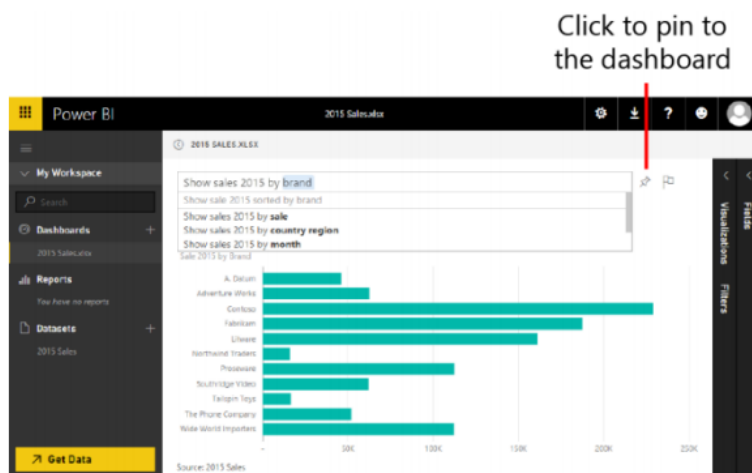 Click to pin to
the dashboard
Power BI
2015 Sales.xlsx
?
2015 SALES.XLSX
My Workspace
Search
Dashboards +
2015 Sales.xlsx
Reports
You have no reports
Datasets +
2015 Sales
Get Data
Show sales 2015 by brand
Show sale 2015 sorted by brand
Show sales 2015 by sale
Show sales 2015 by country region
Show sales 2015 by month
Sale 2015 by Brand
A. Datum
Adventure Works
Contoso
Fabrikam
Litware
Northwind Traders
Proseware
Southridge Video
Tailspin Toys
The Phone Company
Wide World Importers
- 50K 100K 150K 200K 250K
Source: 2015 Sales
Visualizations
Filters
Fields